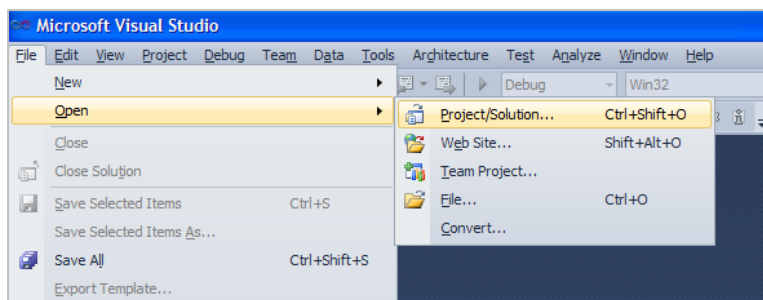 Microsoft Visual Studio
File Edit View Project Debug Team Data Tools Architecture Test Analyze Window Help
New
Debug Win32
Open
Project/Solution... Ctrl+Shift+O
Close
Web Site... Shift+Alt+O
Close Solution
Team Project...
Save Selected Items Ctrl+S
File... Ctrl+O
Save Selected Items As...
Convert...
Save All Ctrl+Shift+S
Export Template...